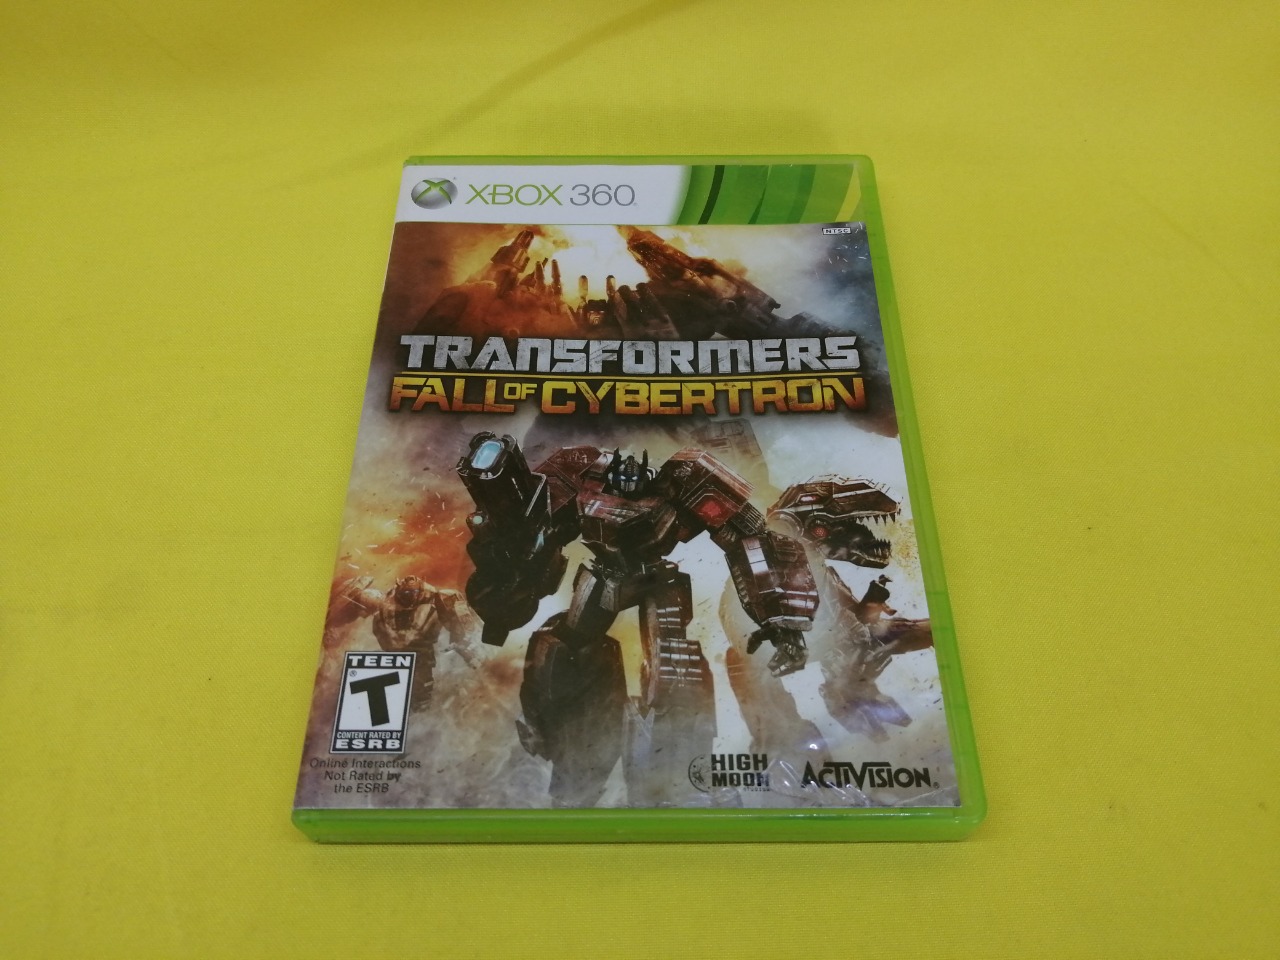 XBOX 360
NTSC
TRANSFORMERS
FALL OF CYBERTRON
TEEN
T
CONTENT RATED BY
ESRB
Online Interactions
Not Rated by
the ESRB
HIGH
MOON
STUDIOS
ACTIVISION